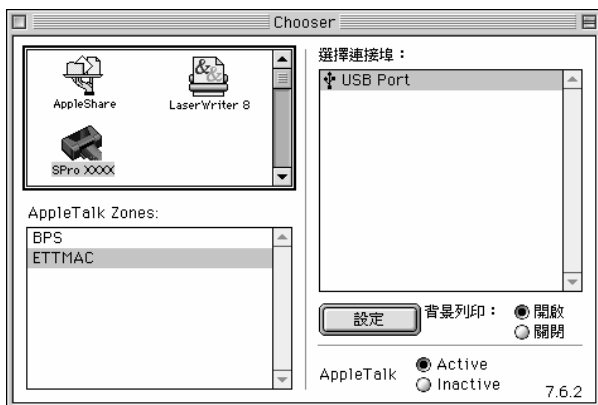 Chooser
AppleShare
LaserWriter 8
SPro XXXX
AppleTalk Zones:
BPS
ETTMAC
選擇連接埠：
USB Port
設定
背景列印：
開啟
關閉
AppleTalk
Active
Inactive
7.6.2